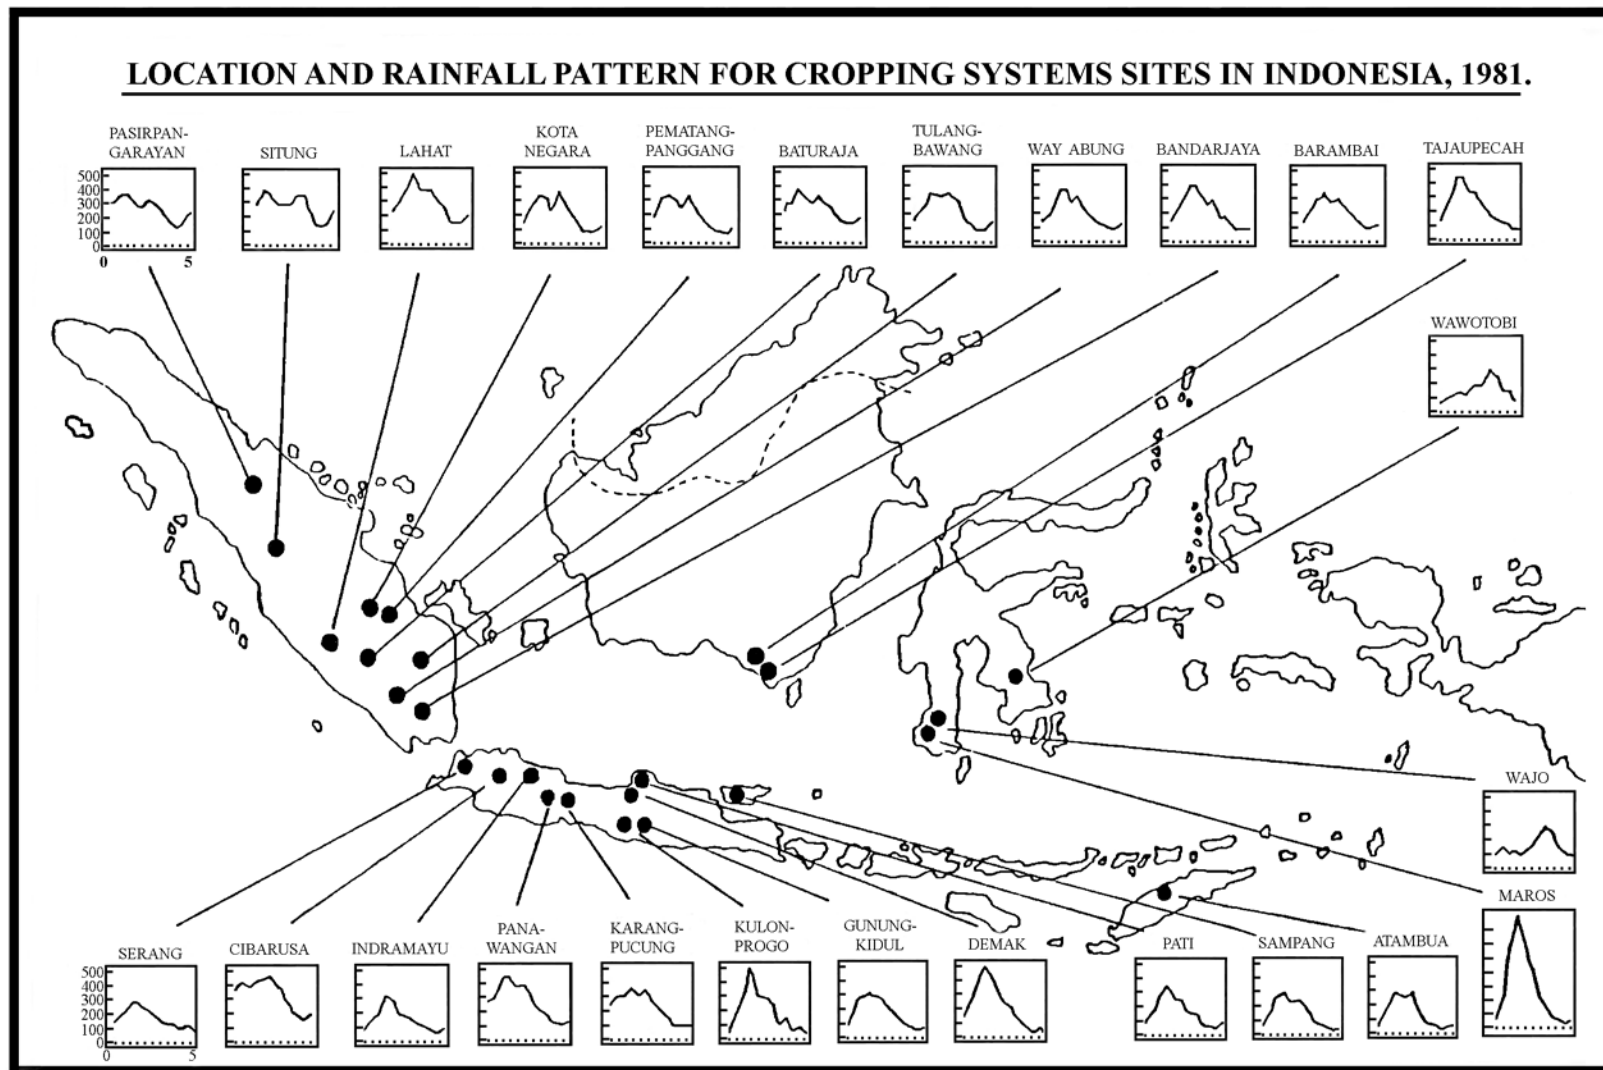 LOCATION AND RAINFALL PATTERN FOR CROPPING SYSTEMS SITES IN INDONESIA, 1981.
PASIRPAN-
GARAYAN
SITUNG
LAHAT
KOTA
NEGARA
PEMATANG-
PANGGANG
BATURAJA
TULANG-
BAWANG
WAY ABUNG
BANDARJAYA
BARAMBAI
TAJAUPECAH
500
400
300
200
100
0
0 5
WAWOTOBI
WAJO
MAROS
SERANG
CIBARUSA
INDRAMAYU
PANA-
WANGAN
KARANG-
PUCUNG
KULON-
PROGO
GUNUNG-
KIDUL
DEMAK
PATI
SAMPANG
ATAMBUA
500
400
300
200
100
0
0 5